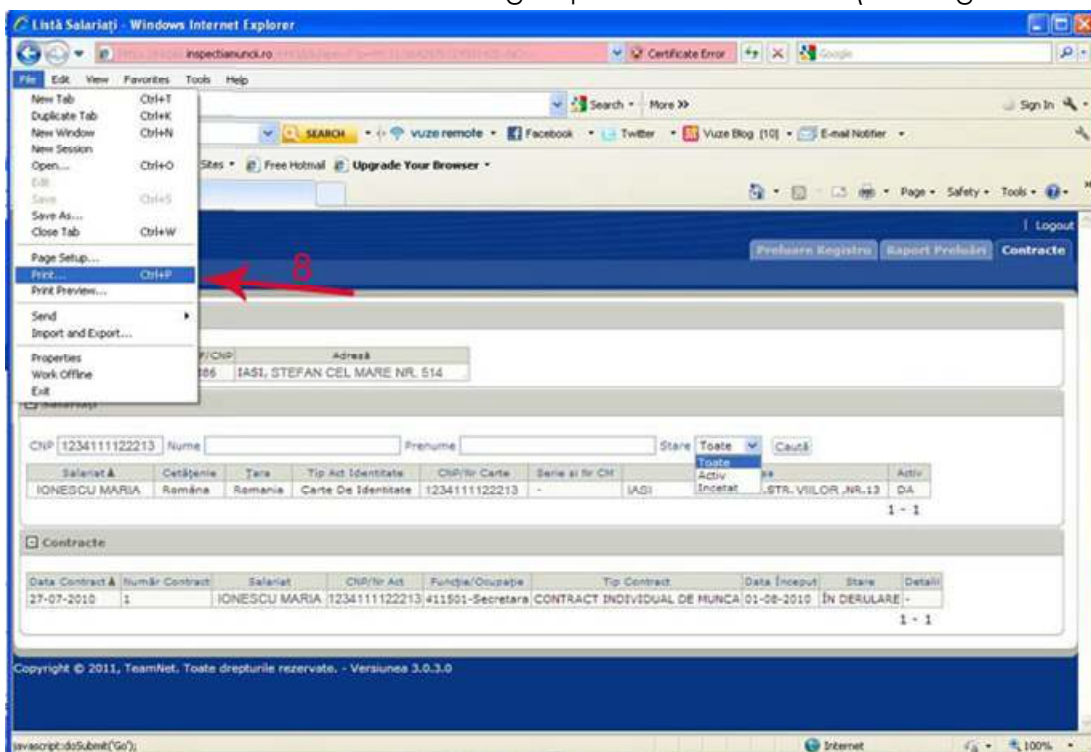 Listă Salariați - Windows Internet Explorer
inspectiamuncii.ro Certificate Error Google
File Edit View Favorites Tools Help
New Tab Ctrl+T
Search More >> Sign In
Duplicate Tab Ctrl+K
New Window Ctrl+N
SEARCH vuze remote Facebook Twitter Vuze Blog (10) E-mail Notifier
New Session
Open... Ctrl+O
Sites Free Hotmail Upgrade Your Browser
Edit
Save Ctrl+S
Page Safety Tools
Save As...
Close Tab Ctrl+W
| Logout
Page Setup...
Preluare Registru Raport Preluări Contracte
Print... Ctrl+P
8
Print Preview...
Send
Import and Export...
Properties
/CNP Adresă
Work Offline
386 IASI, STEFAN CEL MARE NR. 514
Exit
Salariați
CNP 1234111122213 Nume Prenume Stare Toate Caută
Toate
Activ
Incetat
Salariat Cetățenie Țara Tip Act Identitate CNP/Nr Carte Serie si Nr CM Activ
IONESCU MARIA Româna Romania Carte De Identitate 1234111122213 - IASI .STR. VIILOR ,NR.13 DA
1 - 1
Contracte
Data Contract Număr Contract Salariat CNP/Nr Act Funcție/Ocupație Tip Contract Data Început Stare Detalii
27-07-2010 1 IONESCU MARIA 1234111122213 411501-Secretara CONTRACT INDIVIDUAL DE MUNCA 01-08-2010 ÎN DERULARE -
1 - 1
Copyright © 2011, TeamNet. Toate drepturile rezervate. - Versiunea 3.0.3.0
javascript:doSubmit('Go'); Internet 100%